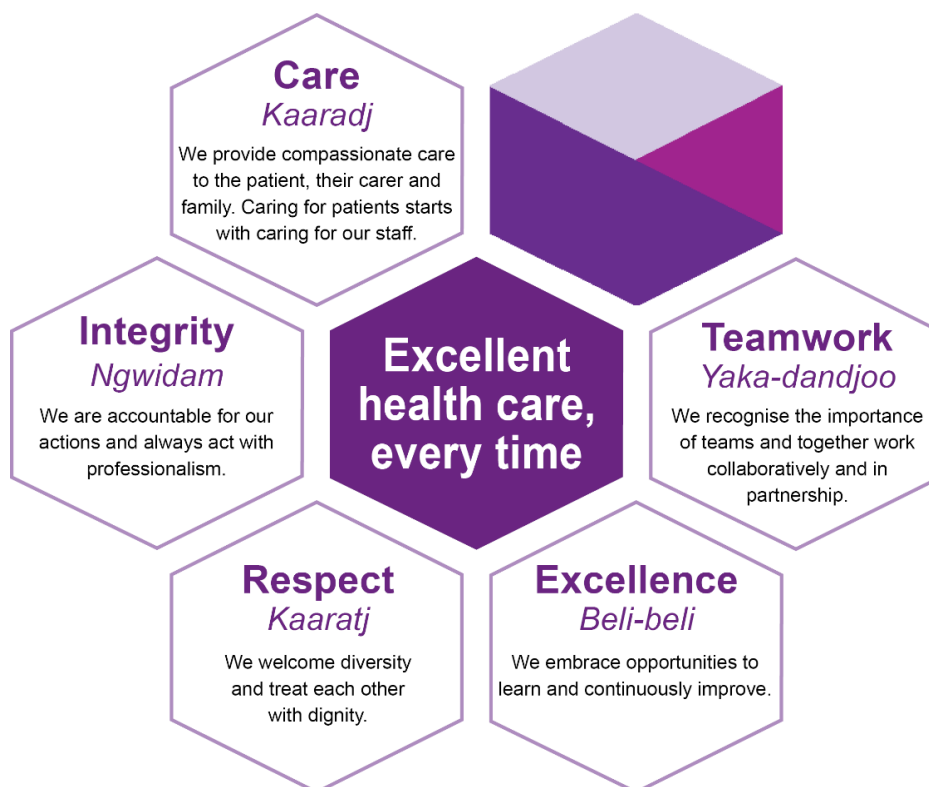 Care
Kaaradj
We provide compassionate care
to the patient, their carer and
family. Caring for patients starts
with caring for our staff.
Integrity
Ngwidam
We are accountable for our
actions and always act with
professionalism.
Excellent
health care,
every time
Teamwork
Yaka-dandjoo
We recognise the importance
of teams and together work
collaboratively and in
partnership.
Respect
Kaaratj
We welcome diversity
and treat each other
with dignity.
Excellence
Beli-beli
We embrace opportunities to
learn and continuously improve.